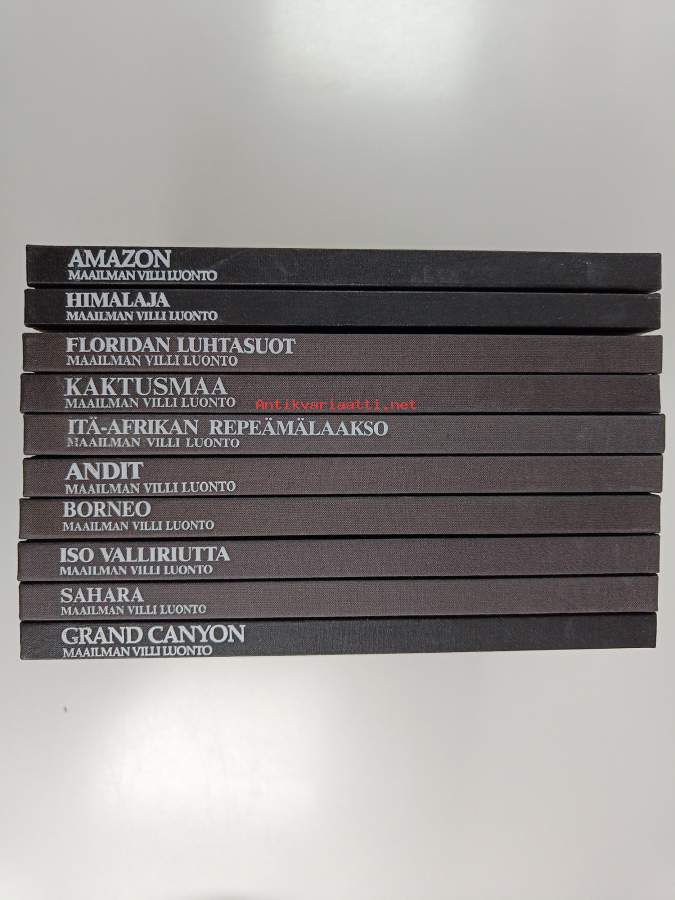 AMAZON
MAAILMAN VILLI LUONTO
HIMALAJA
MAAILMAN VILLI LUONTO
FLORIDAN LUHTASUOT
MAAILMAN VILLI LUONTO
KAKTUSMAA
MAAILMAN VILLI LUONTO
Antikvariaatti.net
ITÄ-AFRIKAN REPEÄMÄLAAKSO
MAAILMAN VILLI LUONTO
ANDIT
MAAILMAN VILLI LUONTO
BORNEO
MAAILMAN VILLI LUONTO
ISO VALLIRIUTTA
MAAILMAN VILLI LUONTO
SAHARA
MAAILMAN VILLI LUONTO
GRAND CANYON
MAAILMAN VILLI LUONTO